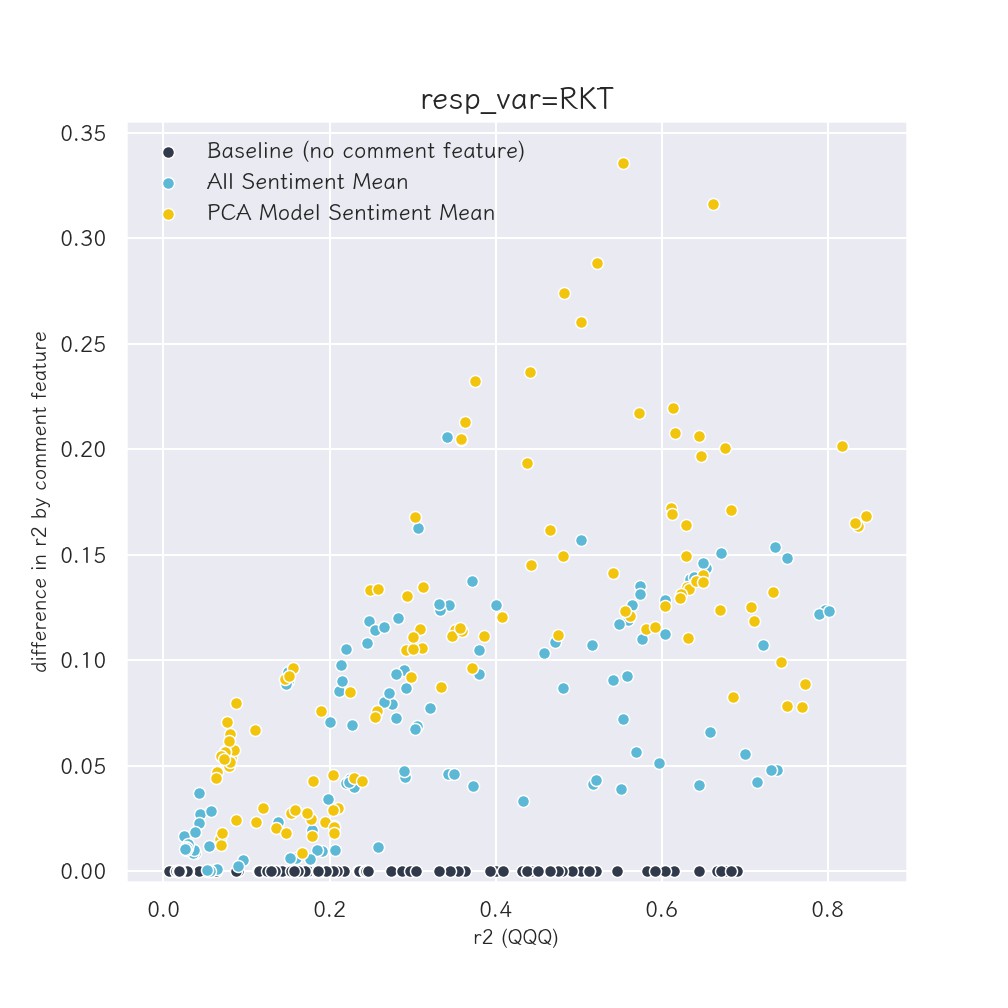 resp_var=RKT
0.35
0.30
0.25
0.20
0.15
0.10
0.05
0.00
difference in r2 by comment feature
Baseline (no comment feature)
All Sentiment Mean
PCA Model Sentiment Mean
0.0 0.2 0.4 0.6 0.8
r2 (QQQ)